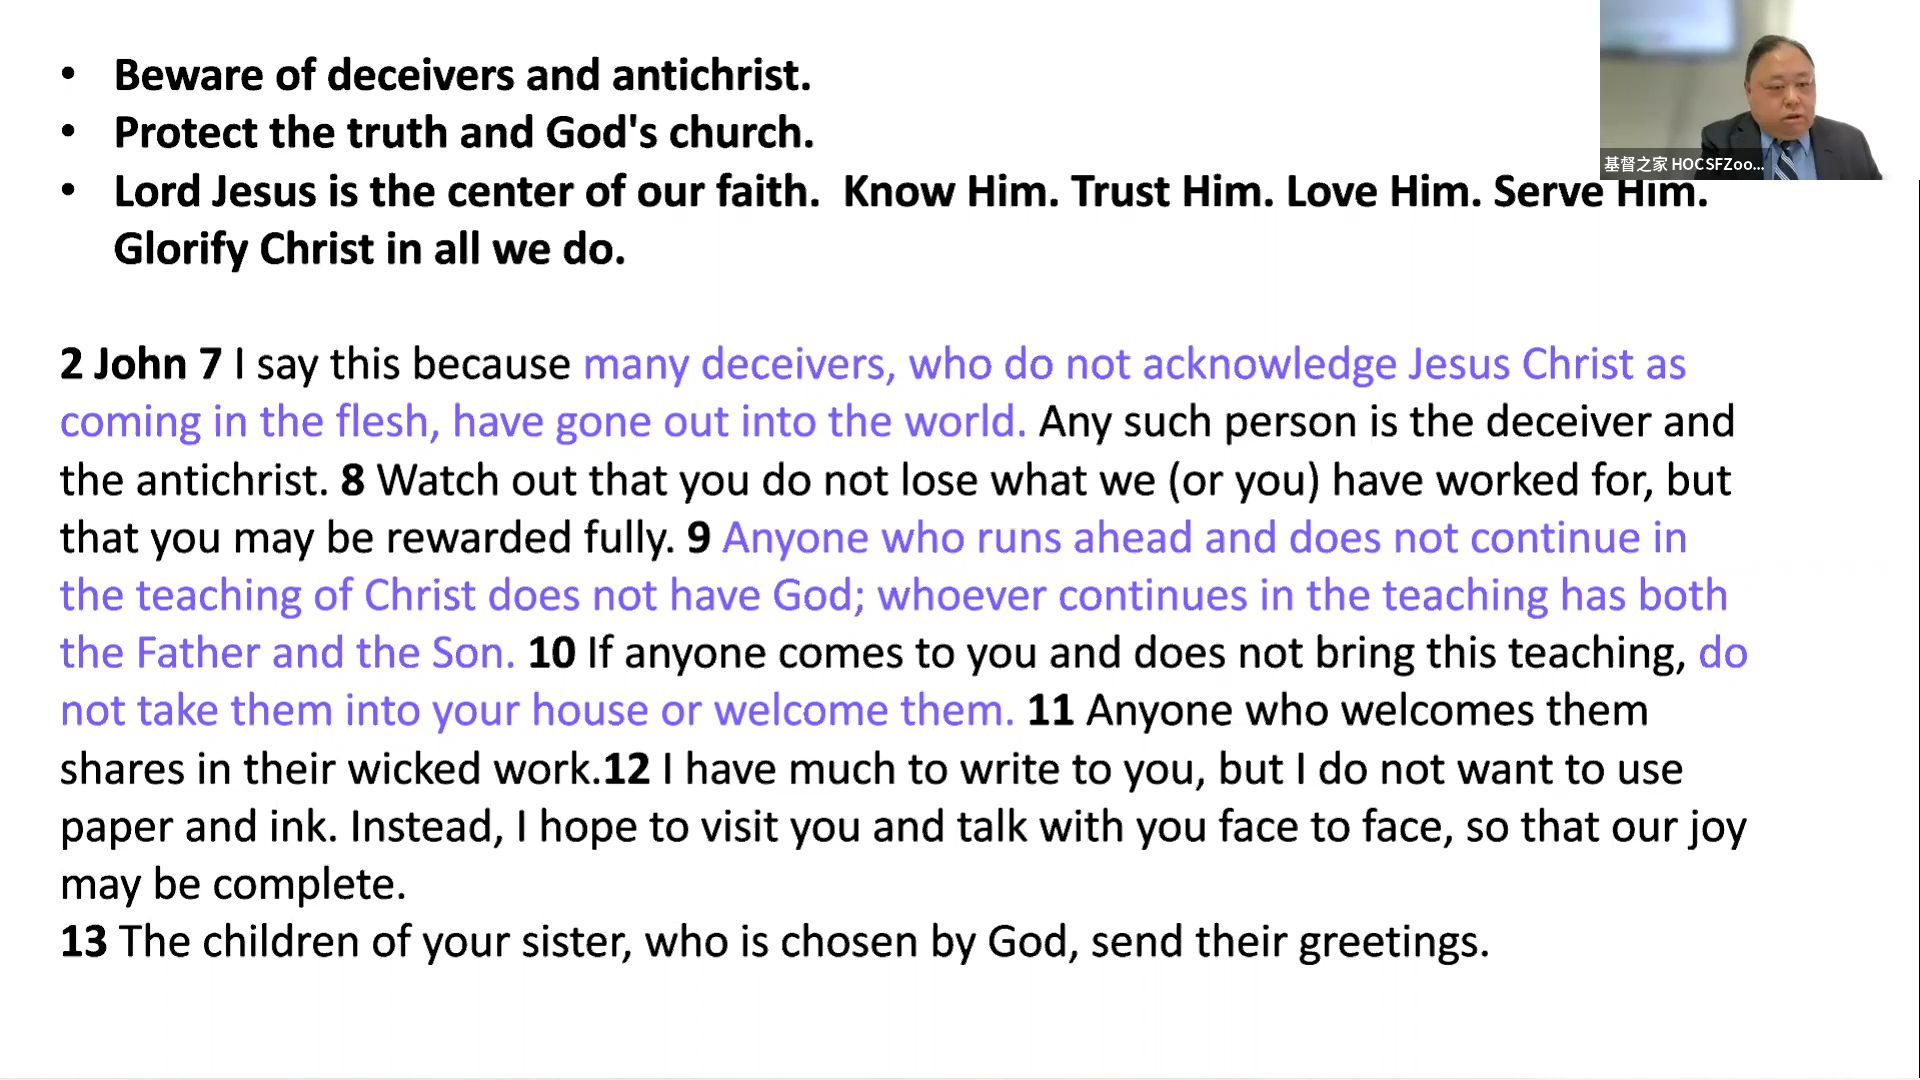 • Beware of deceivers and antichrist.
• Protect the truth and God's church.
• Lord Jesus is the center of our faith.  Know Him. Trust Him. Love Him. Serve Him.
Glorify Christ in all we do.
基督之家 HOCSFZoo...
2 John 7 I say this because many deceivers, who do not acknowledge Jesus Christ as
coming in the flesh, have gone out into the world. Any such person is the deceiver and
the antichrist. 8 Watch out that you do not lose what we (or you) have worked for, but
that you may be rewarded fully. 9 Anyone who runs ahead and does not continue in
the teaching of Christ does not have God; whoever continues in the teaching has both
the Father and the Son. 10 If anyone comes to you and does not bring this teaching, do
not take them into your house or welcome them. 11 Anyone who welcomes them
shares in their wicked work.12 I have much to write to you, but I do not want to use
paper and ink. Instead, I hope to visit you and talk with you face to face, so that our joy
may be complete.
13 The children of your sister, who is chosen by God, send their greetings.